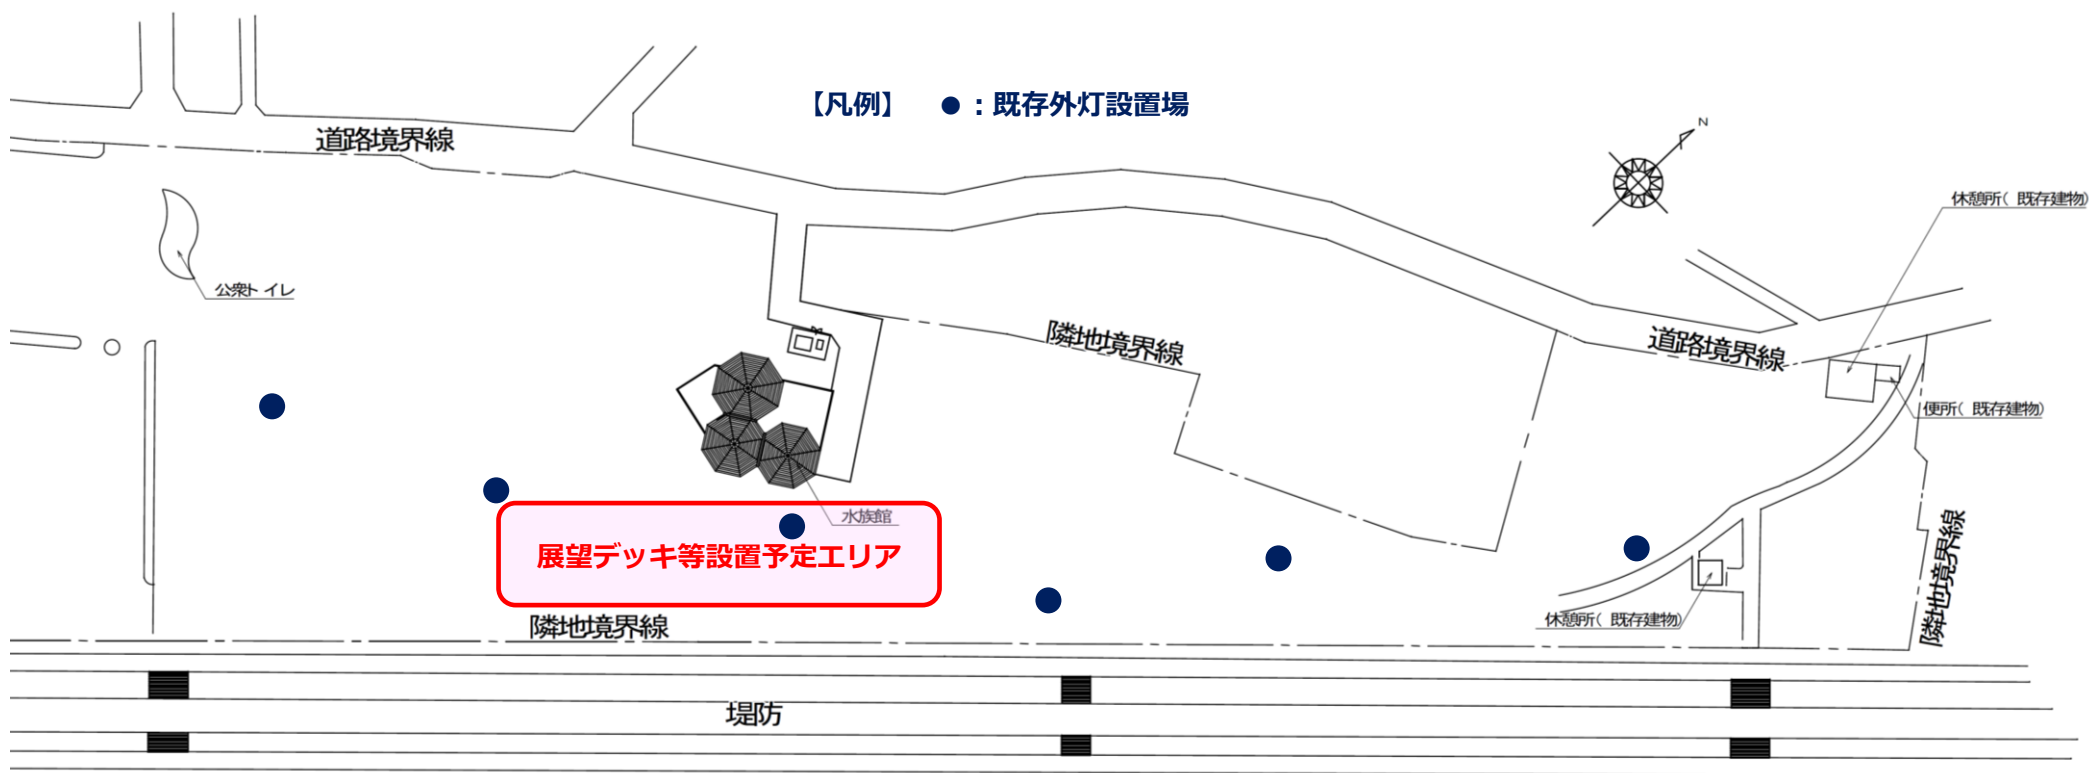 【凡例】 ●:既存外灯設置場
道路境界線
N
休憩所( 既存建物)
公衆トイレ
隣地境界線
道路境界線
便所( 既存建物)
水族館
展望デッキ等設置予定エリア
隣地境界線
休憩所( 既存建物)
隣地境界線
堤防